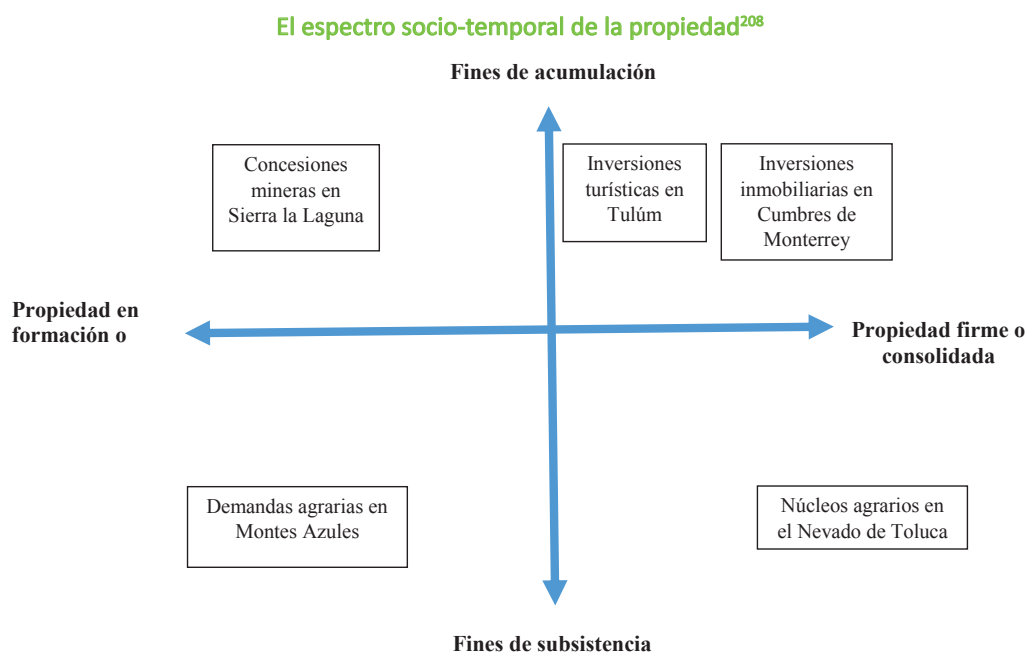 El espectro socio-temporal de la propiedad²⁰⁸
Fines de acumulación
Concesiones
mineras en
Sierra la Laguna
Inversiones
turísticas en
Tulúm
Inversiones
inmobiliarias en
Cumbres de
Monterrey
Propiedad en
formación o
Propiedad firme o
consolidada
Demandas agrarias en
Montes Azules
Núcleos agrarios en
el Nevado de Toluca
Fines de subsistencia